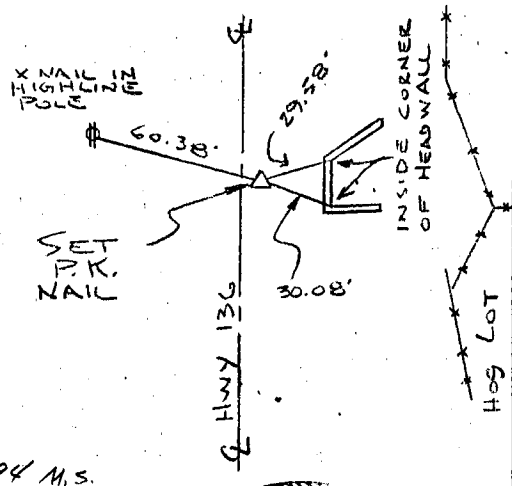 X NAIL IN
HIGHLINE
POLE
60.38'
29.58'
℄
INSIDE CORNER
OF HEADWALL
SET
P.K.
NAIL
30.08'
℄ HWY 136
HOG LOT
94 M.S.